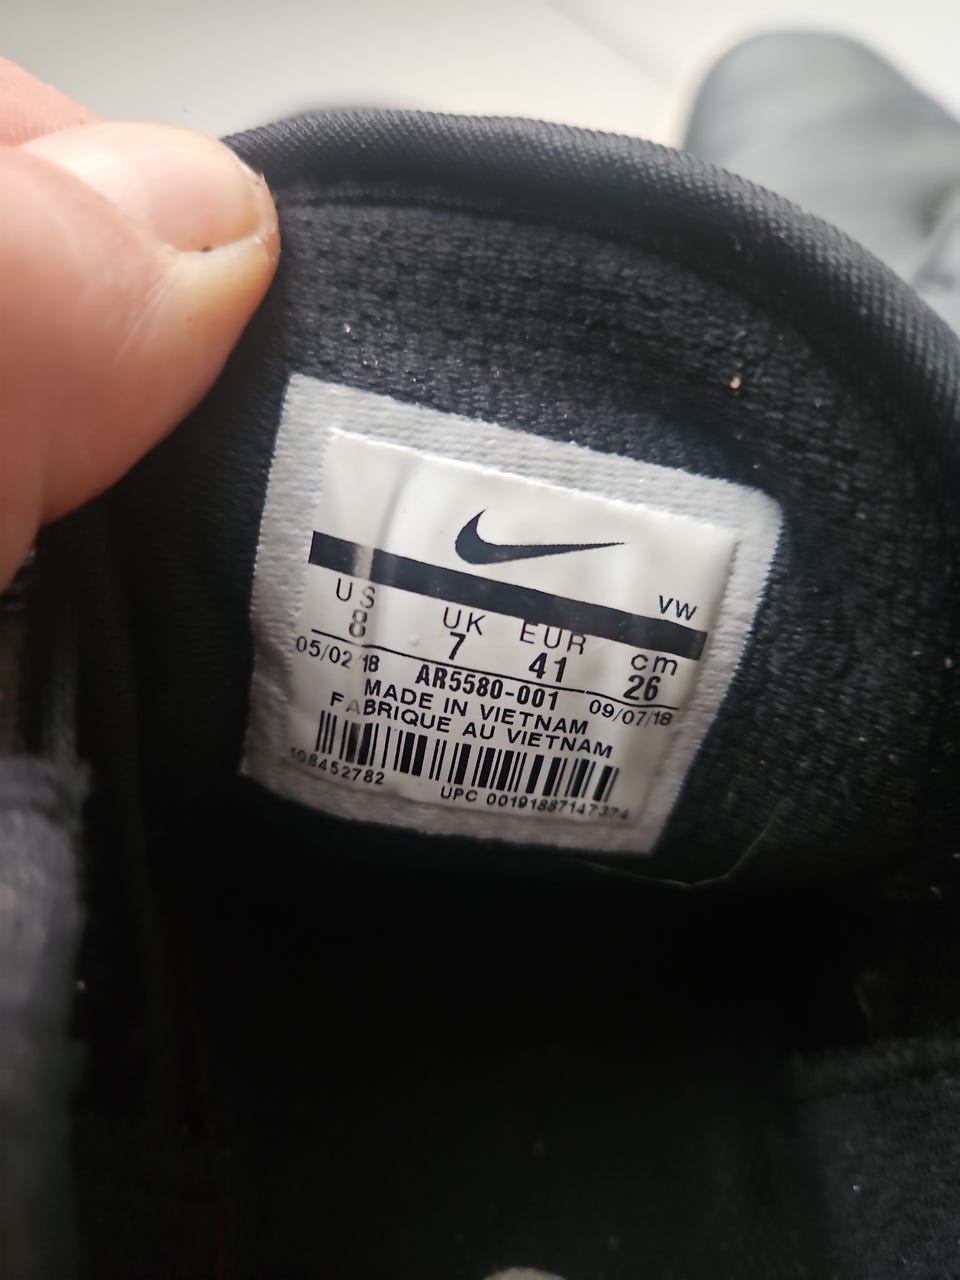 VW
US UK EUR cm
8 7 41 26
05/02/18 AR5580-001 09/07/18
MADE IN VIETNAM
FABRIQUE AU VIETNAM
108452782 UPC 00191887147374